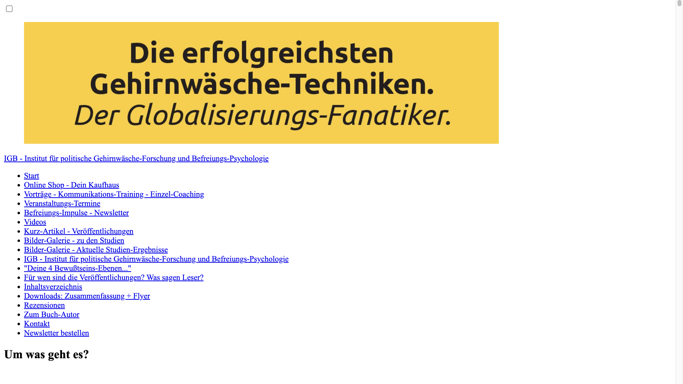 Die erfolgreichsten
Gehirnwäsche-Techniken.
Der Globalisierungs-Fanatiker.
IGB - Institut für politische Gehirnwäsche-Forschung und Befreiungs-Psychologie
Start
Online Shop - Dein Kaufhaus
Vorträge - Kommunikations-Training - Einzel-Coaching
Veranstaltungs-Termine
Befreiungs-Impulse - Newsletter
Videos
Kurz-Artikel - Veröffentlichungen
Bilder-Galerie - zu den Studien
Bilder-Galerie - Aktuelle Studien-Ergebnisse
IGB - Institut für politische Gehirnwäsche-Forschung und Befreiungs-Psychologie
"Deine 4 Bewußtseins-Ebenen..."
Für wen sind die Veröffentlichungen? Was sagen Leser?
Inhaltsverzeichnis
Downloads: Zusammenfassung + Flyer
Rezensionen
Zum Buch-Autor
Kontakt
Newsletter bestellen
Um was geht es?